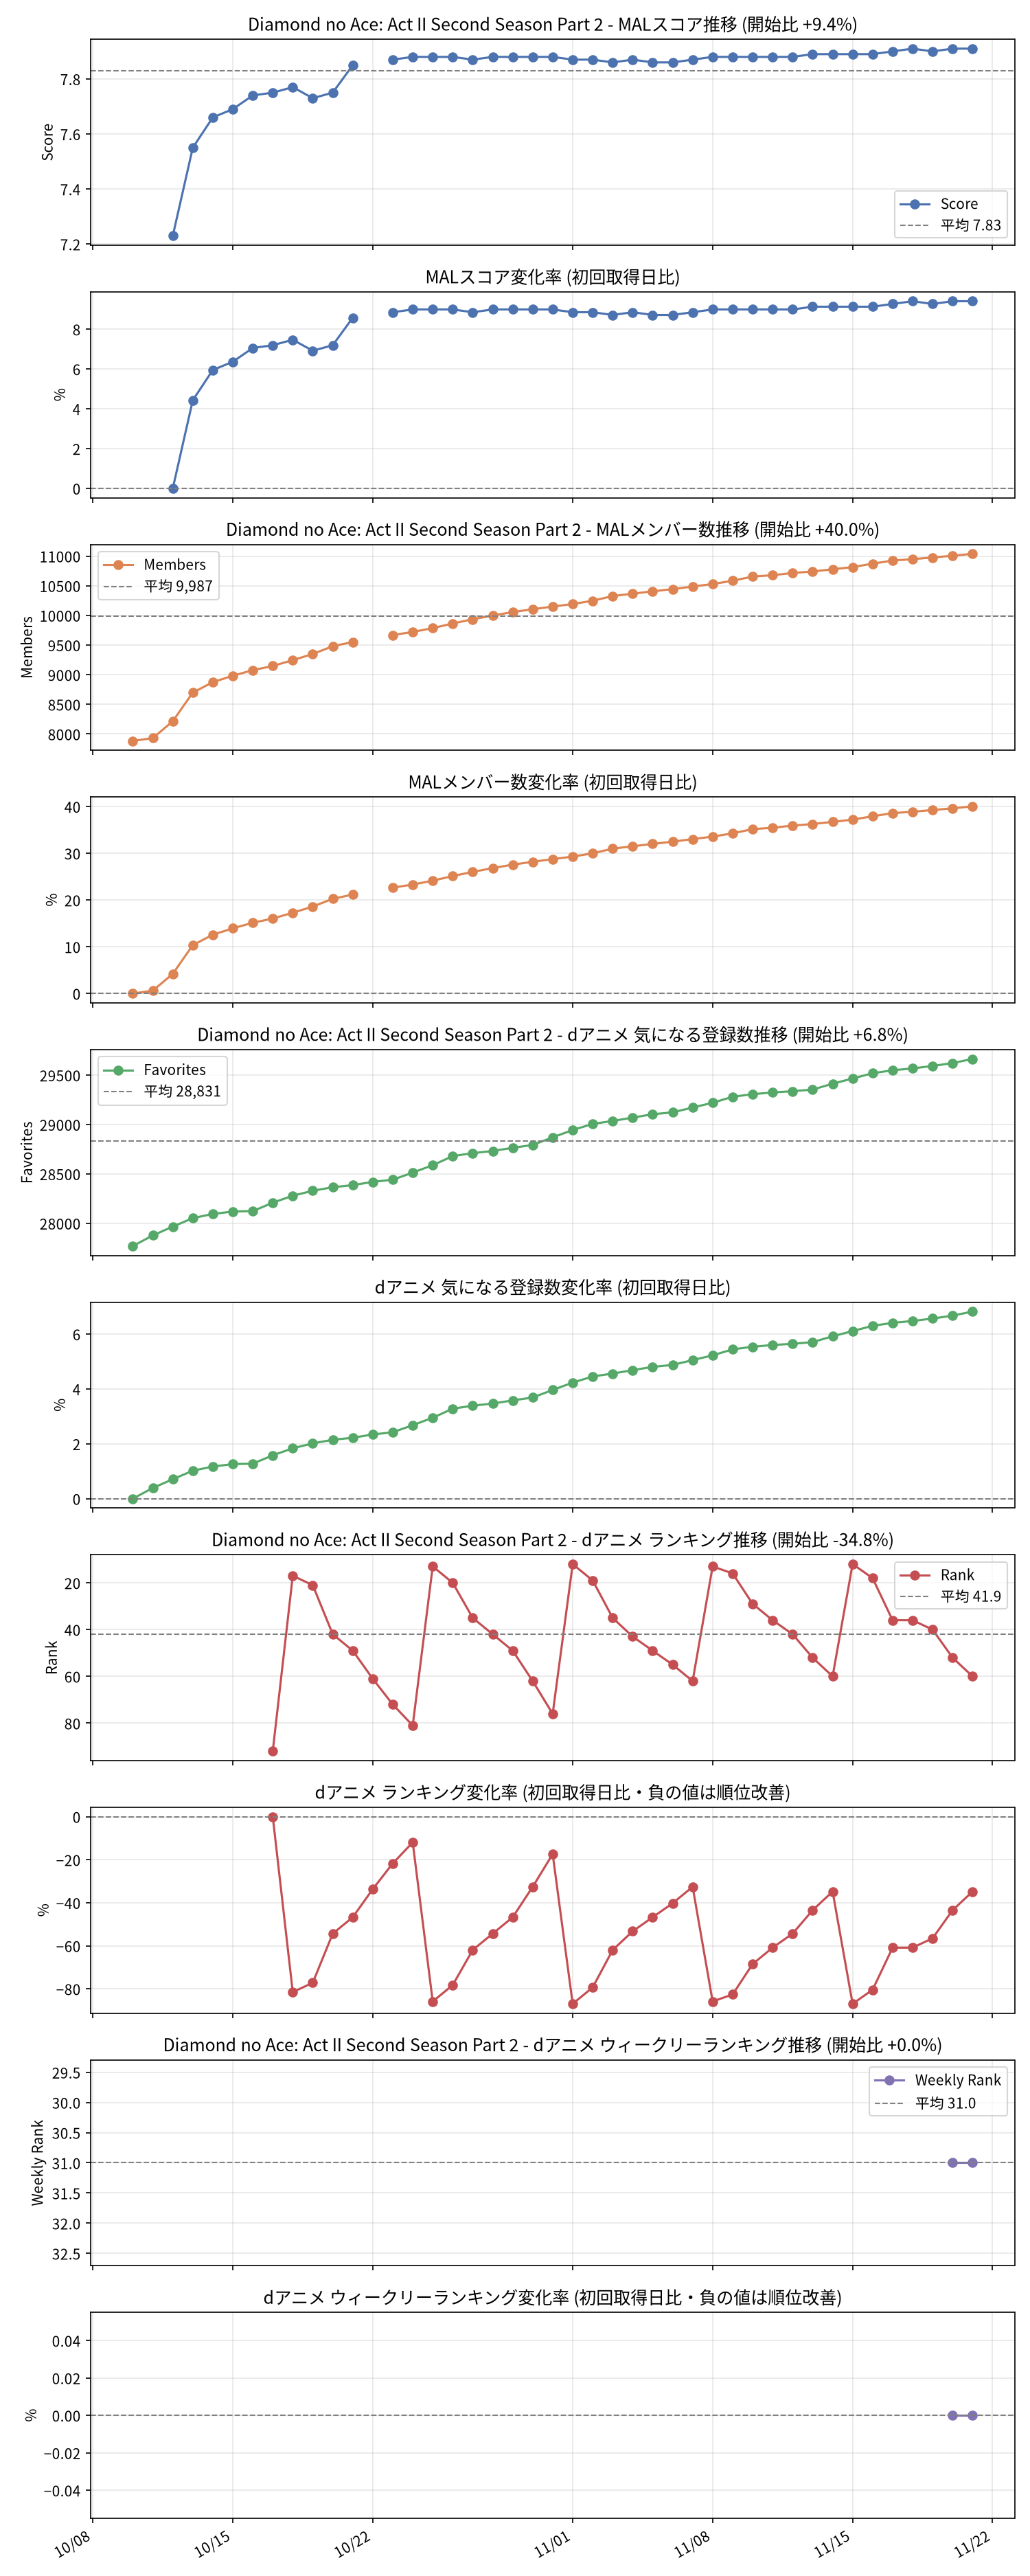 Diamond no Ace: Act II Second Season Part 2 - MALスコア推移 (開始比 +9.4%)
7.8
7.6
7.4
7.2
Score
Score
平均 7.83
MALスコア変化率 (初回取得日比)
8
6
4
2
0
%
Diamond no Ace: Act II Second Season Part 2 - MALメンバー数推移 (開始比 +40.0%)
11000
10500
10000
9500
9000
8500
8000
Members
Members
平均 9,987
MALメンバー数変化率 (初回取得日比)
40
30
20
10
0
%
Diamond no Ace: Act II Second Season Part 2 - dアニメ 気になる登録数推移 (開始比 +6.8%)
29500
29000
28500
28000
Favorites
Favorites
平均 28,831
dアニメ 気になる登録数変化率 (初回取得日比)
6
4
2
0
%
Diamond no Ace: Act II Second Season Part 2 - dアニメ ランキング推移 (開始比 -34.8%)
20
40
60
80
Rank
Rank
平均 41.9
dアニメ ランキング変化率 (初回取得日比・負の値は順位改善)
0
−20
−40
−60
−80
%
Diamond no Ace: Act II Second Season Part 2 - dアニメ ウィークリーランキング推移 (開始比 +0.0%)
29.5
30.0
30.5
31.0
31.5
32.0
32.5
Weekly Rank
Weekly Rank
平均 31.0
dアニメ ウィークリーランキング変化率 (初回取得日比・負の値は順位改善)
0.04
0.02
0.00
−0.02
−0.04
%
10/08
10/15
10/22
11/01
11/08
11/15
11/22